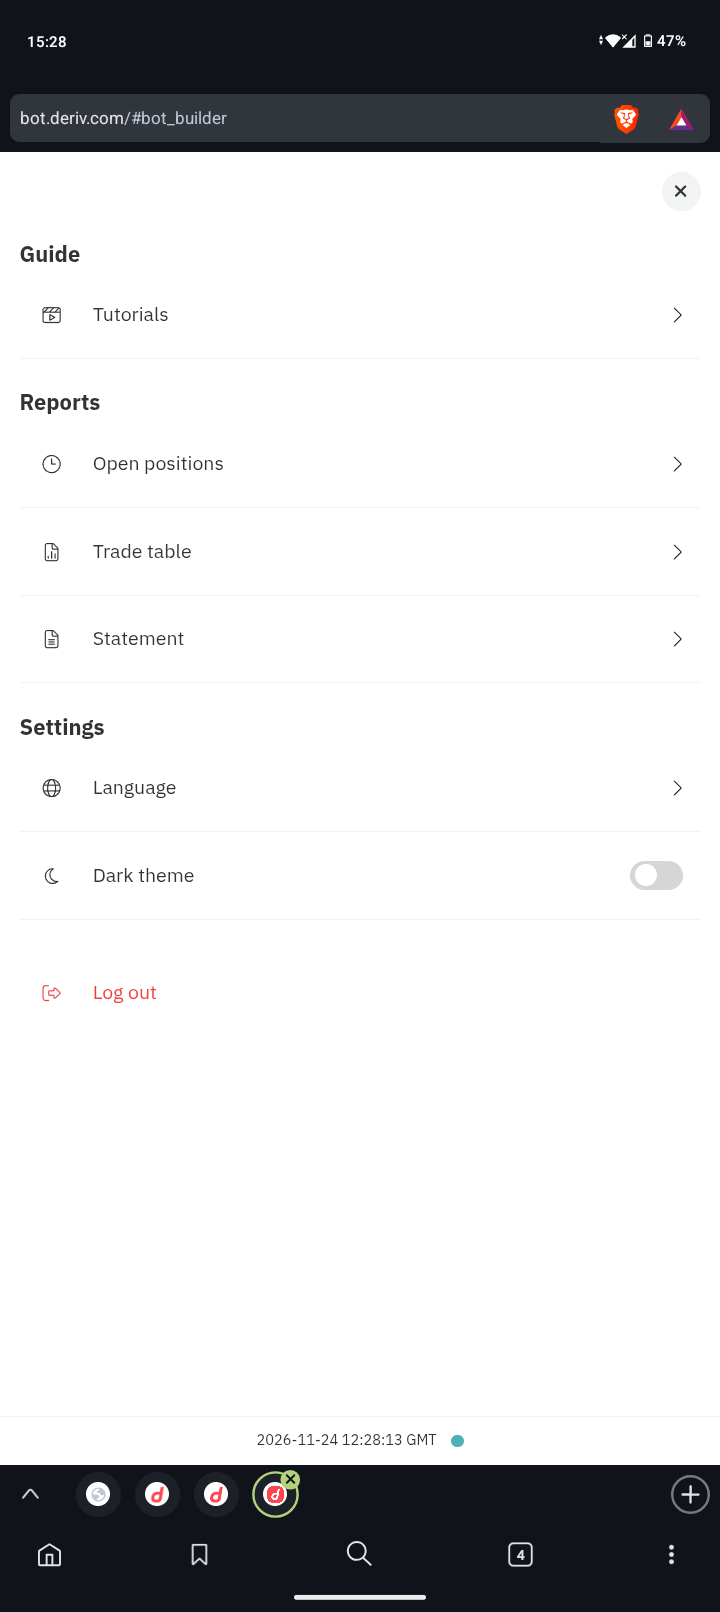 15:28
47%
bot.deriv.com/#bot_builder
Guide
Tutorials
Reports
Open positions
Trade table
Statement
Settings
Language
Dark theme
Log out
2026-11-24 12:28:13 GMT
4